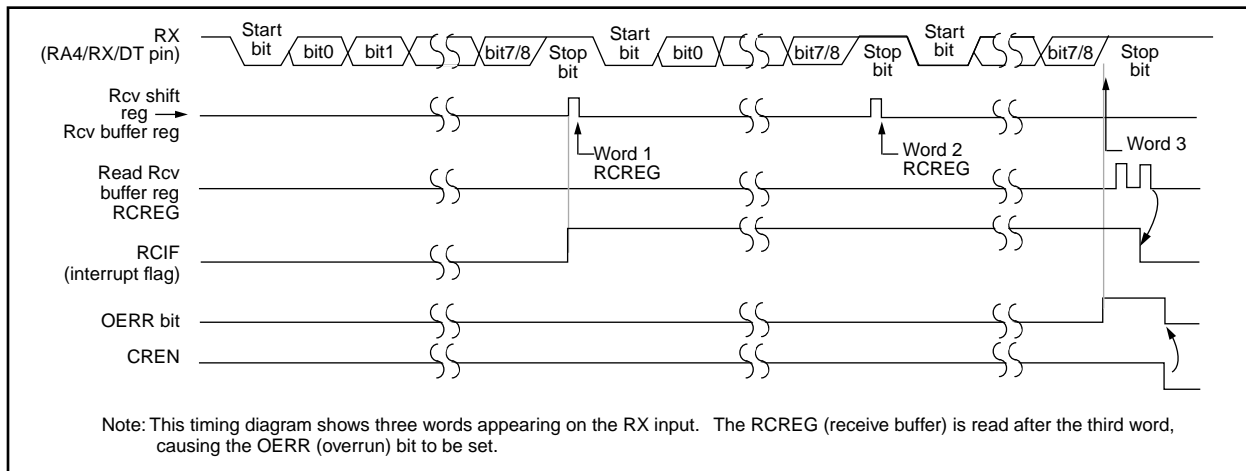 RX
(RA4/RX/DT pin)
Start
bit
bit0
bit1
bit7/8
Stop
bit
Start
bit
bit0
bit7/8
Stop
bit
Start
bit
bit7/8
Stop
bit
Rcv shift
reg
Rcv buffer reg
Word 1
RCREG
Word 2
RCREG
Word 3
Read Rcv
buffer reg
RCREG
RCIF
(interrupt flag)
OERR bit
CREN
Note: This timing diagram shows three words appearing on the RX input. The RCREG (receive buffer) is read after the third word,
causing the OERR (overrun) bit to be set.